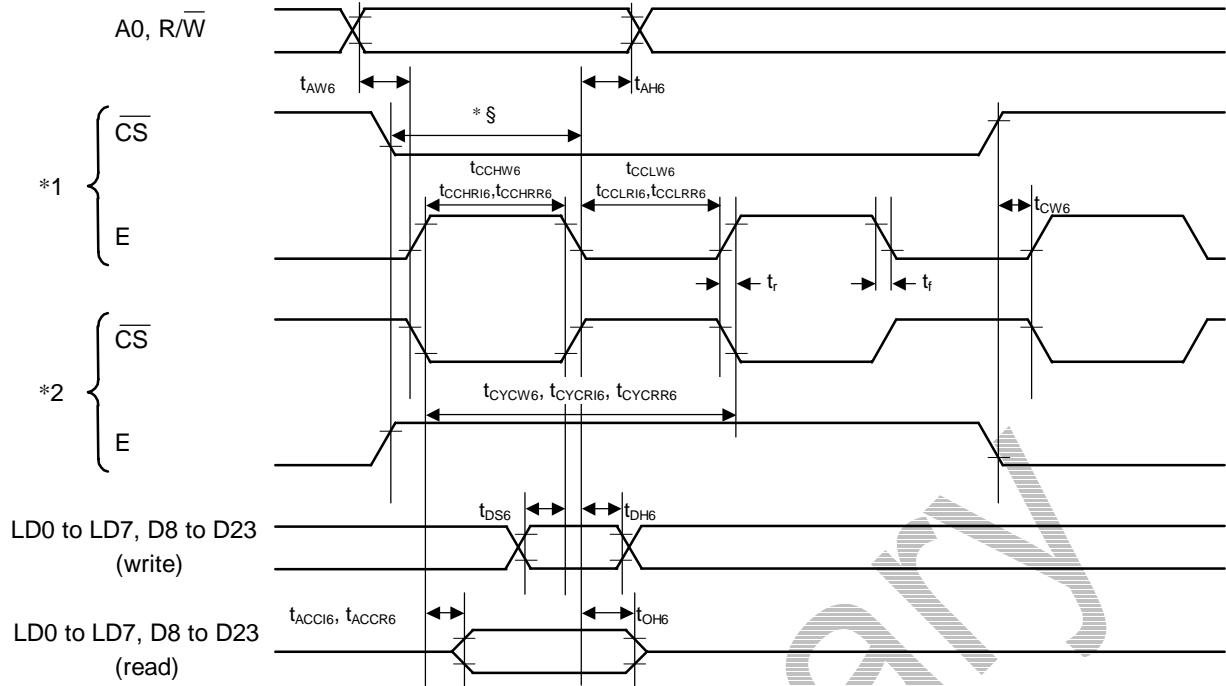 A0, R/W
tAW6
tAH6
CS
* §
tCCHW6
tCCHRI6,tCCHRR6
tCCLW6
tCCLRI6,tCCLRR6
*1
tCW6
E
tr
tf
CS
*2
tCYCW6, tCYCRI6, tCYCRR6
E
tDS6
tDH6
LD0 to LD7, D8 to D23
(write)
tACCI6, tACCR6
tOH6
LD0 to LD7, D8 to D23
(read)
ary